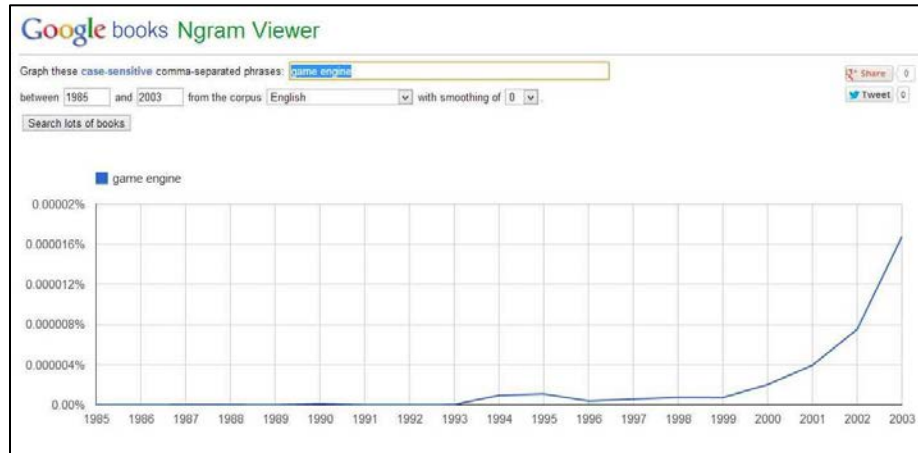 Google books Ngram Viewer
Graph these case-sensitive comma-separated phrases: game engine
Share 0
between 1985 and 2003 from the corpus English with smoothing of 0 .
Tweet 0
Search lots of books
game engine
0.00002%
0.000016%
0.000012%
0.000008%
0.000004%
0.00%
1985 1986 1987 1988 1989 1990 1991 1992 1993 1994 1995 1996 1997 1998 1999 2000 2001 2002 2003